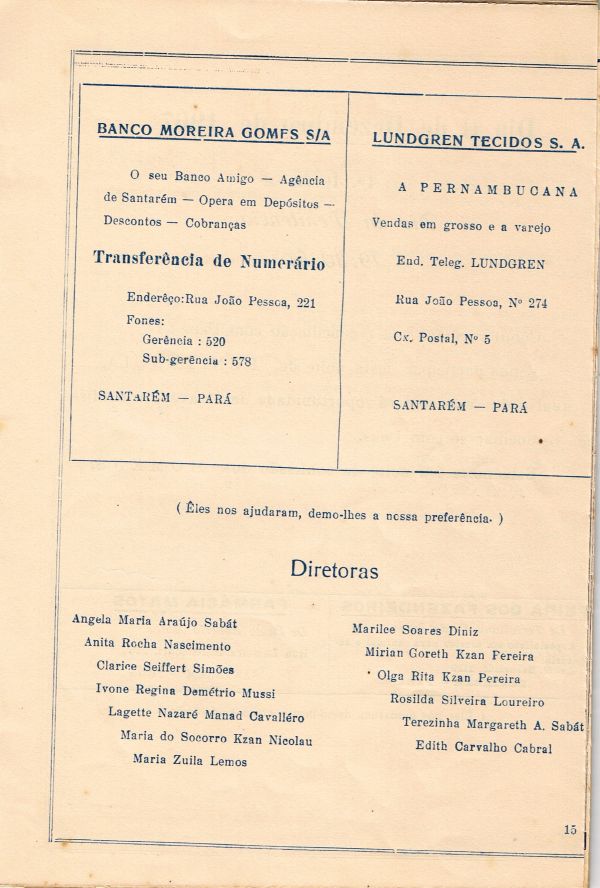 BANCO MOREIRA GOMES S/A
O seu Banco Amigo — Agência
de Santarém — Opera em Depósitos —
Descontos — Cobranças
Transferência de Numerário
Enderêço:Rua João Pessoa, 221
Fones:
Gerência : 520
Sub-gerência : 578
SANTARÉM — PARÁ
LUNDGREN TECIDOS S. A.
A PERNAMBUCANA
Vendas em grosso e a varejo
End. Teleg. LUNDGREN
Rua João Pessoa, Nº 274
Cx. Postal, Nº 5
SANTARÉM — PARÁ
( Êles nos ajudaram, demo-lhes a nossa preferência. )
Diretoras
Angela Maria Araújo Sabát
Anita Rocha Nascimento
Clarice Seiffert Simões
Ivone Regina Demétrio Mussi
Lagette Nazaré Manad Cavalléro
Maria do Socorro Kzan Nicolau
Maria Zuila Lemos
Marilce Soares Diniz
Mirian Goreth Kzan Fereira
Olga Rita Kzan Pereira
Rosilda Silveira Loureiro
Terezinha Margareth A. Sabát
Edith Carvalho Cabral
15